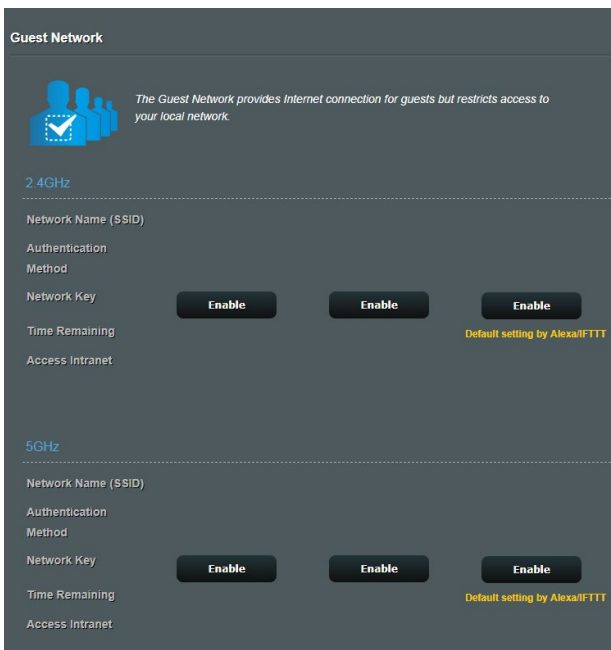 Guest Network
The Guest Network provides Internet connection for guests but restricts access to
your local network.
2.4GHz
Network Name (SSID)
Authentication
Method
Network Key
Enable Enable Enable
Time Remaining
Default setting by Alexa/IFTTT
Access Intranet
5GHz
Network Name (SSID)
Authentication
Method
Network Key
Enable Enable Enable
Time Remaining
Default setting by Alexa/IFTTT
Access Intranet